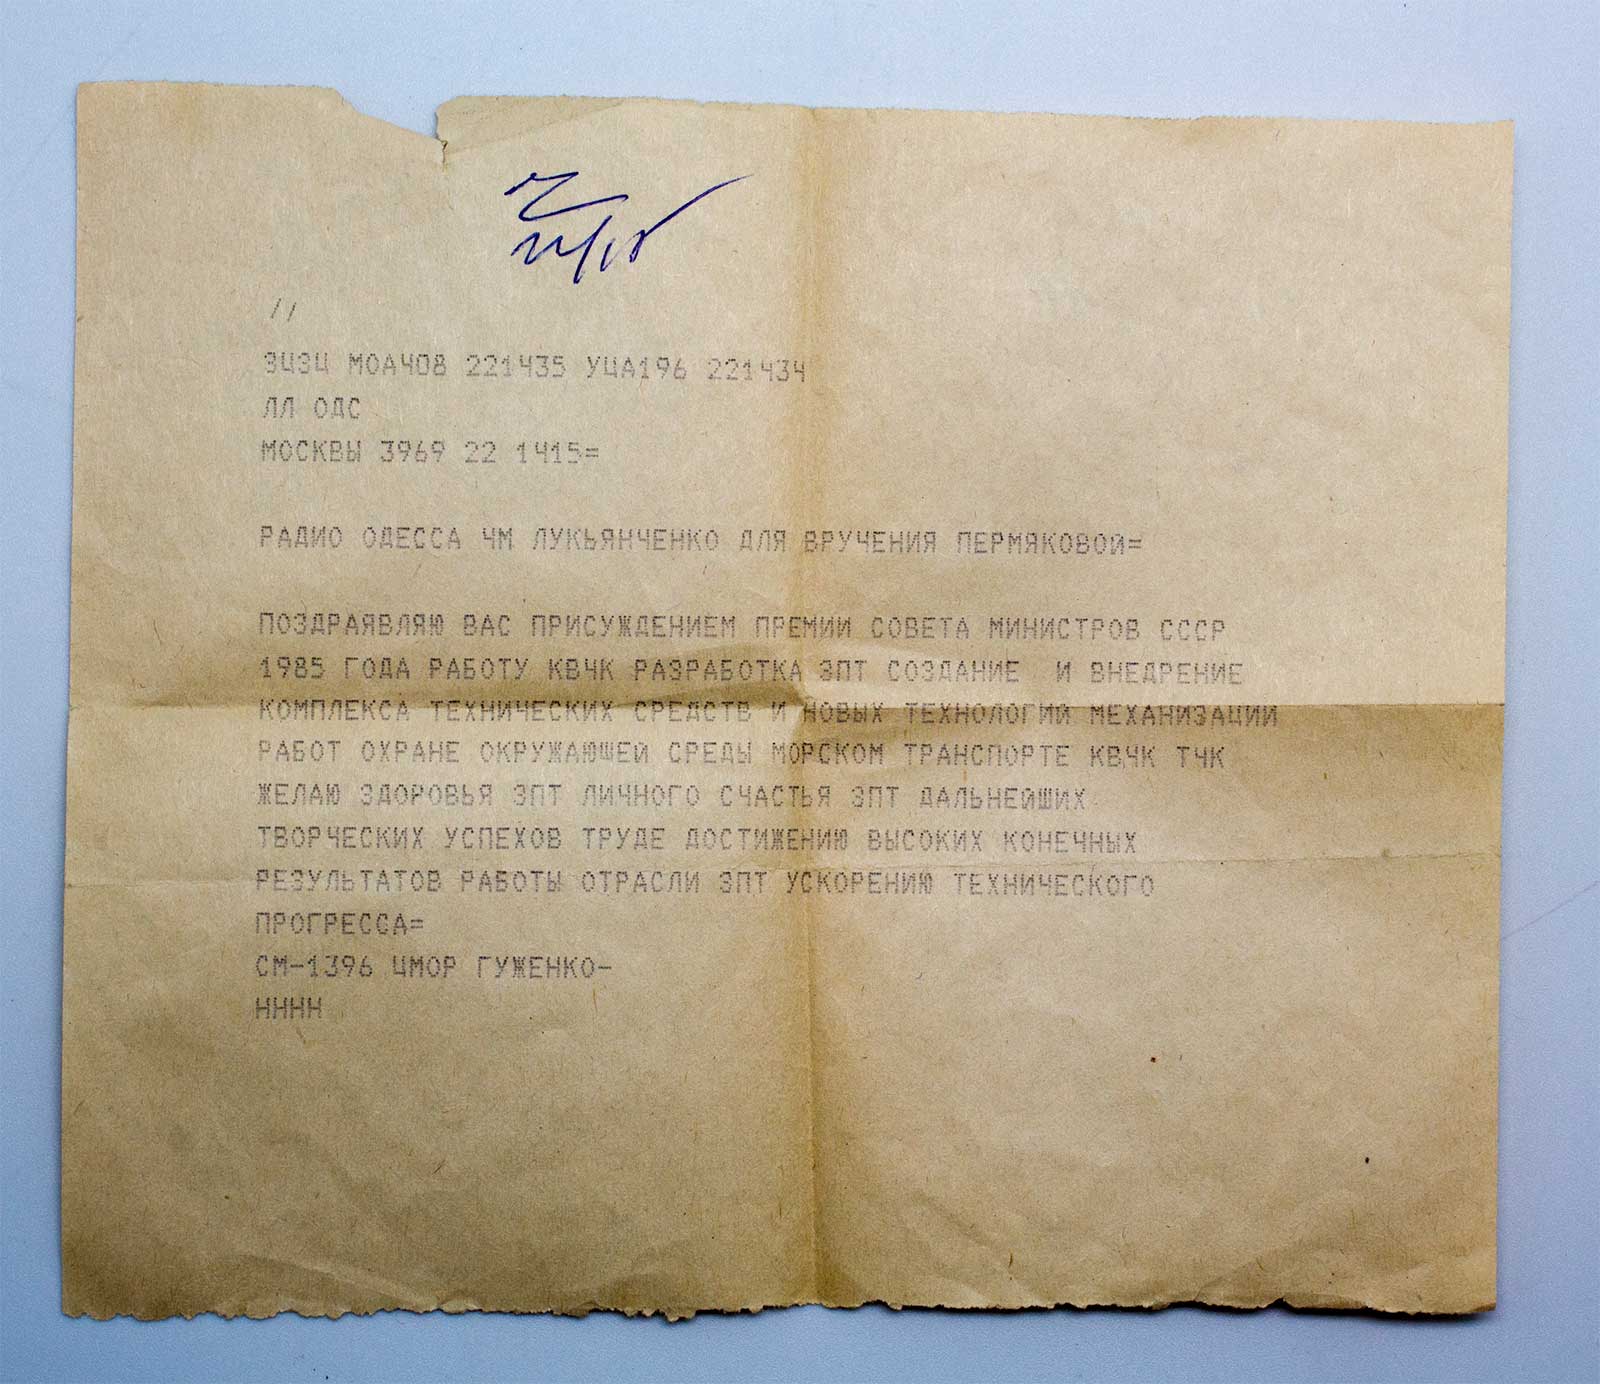 //
ЗЦЗЦ МОА408 221435 УЦА196 221434
ЛЛ ОДС
МОСКВЫ 3969 22 1415=
РАДИО ОДЕССА ЧМ ЛУКЬЯНЧЕНКО ДЛЯ ВРУЧЕНИЯ ПЕРМЯКОВОЙ=
ПОЗДРАЯВЛЯЮ ВАС ПРИСУЖДЕНИЕМ ПРЕМИИ СОВЕТА МИНИСТРОВ СССР
1985 ГОДА РАБОТУ КВЧК РАЗРАБОТКА ЗПТ СОЗДАНИЕ И ВНЕДРЕНИЕ
КОМПЛЕКСА ТЕХНИЧЕСКИХ СРЕДСТВ И НОВЫХ ТЕХНОЛОГИЙ МЕХАНИЗАЦИИ
РАБОТ ОХРАНЕ ОКРУЖАЮЩЕЙ СРЕДЫ МОРСКОМ ТРАНСПОРТЕ КВЧК ТЧК
ЖЕЛАЮ ЗДОРОВЬЯ ЗПТ ЛИЧНОГО СЧАСТЬЯ ЗПТ ДАЛЬНЕЙШИХ
ТВОРЧЕСКИХ УСПЕХОВ ТРУДЕ ДОСТИЖЕНИЮ ВЫСОКИХ КОНЕЧНЫХ
РЕЗУЛЬТАТОВ РАБОТЫ ОТРАСЛИ ЗПТ УСКОРЕНИЮ ТЕХНИЧЕСКОГО
ПРОГРЕССА=
СМ-1396 ЦМОР ГУЖЕНКО-
НННН